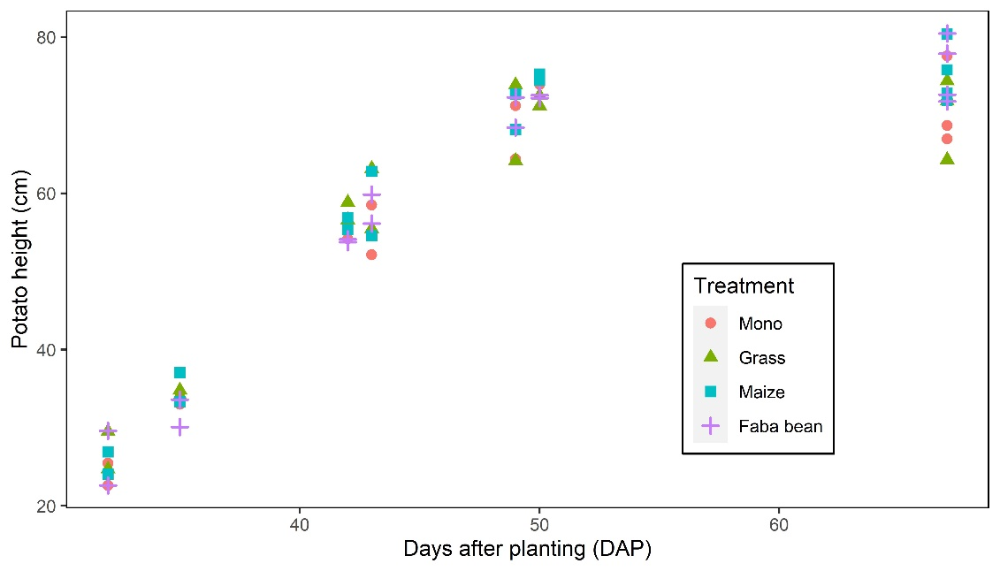 80
60
40
20
Potato height (cm)
Treatment
Mono
Grass
Maize
Faba bean
40
50
60
Days after planting (DAP)